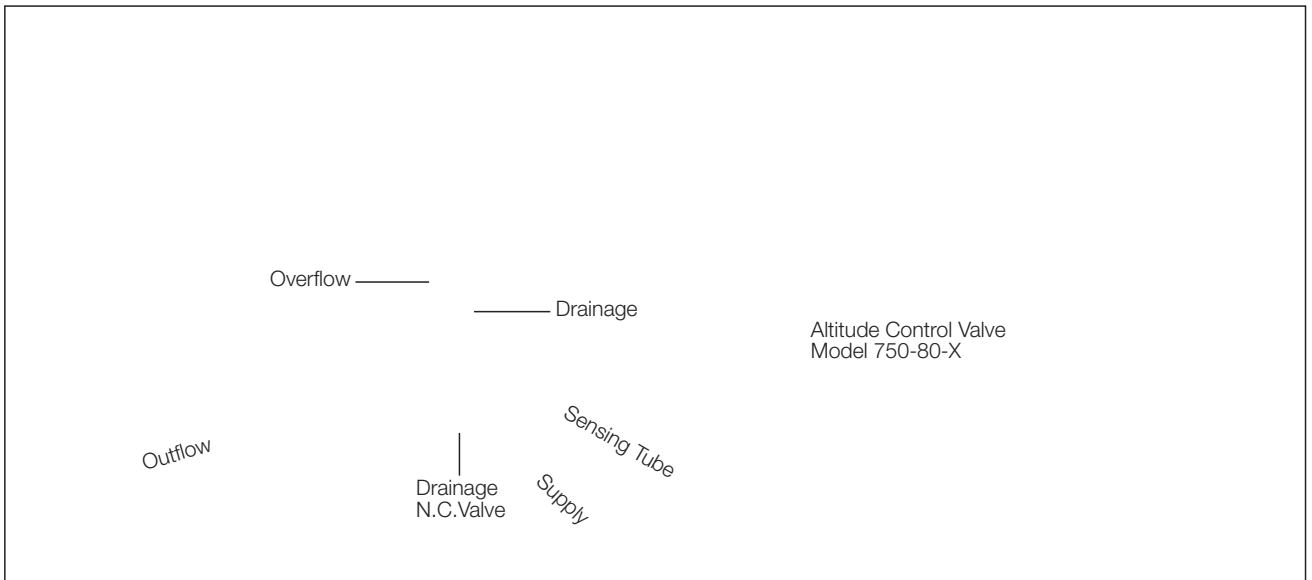 Overflow
Drainage
Altitude Control Valve
Model 750-80-X
Sensing Tube
Outflow
Drainage
N.C.Valve
Supply